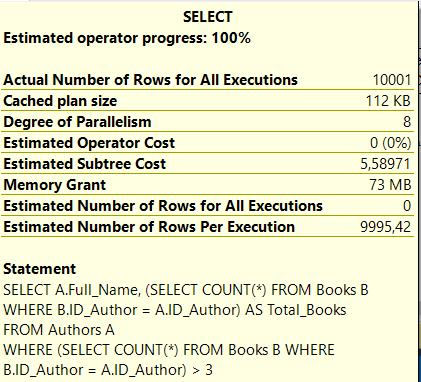 SELECT
Estimated operator progress: 100%
Actual Number of Rows for All Executions 10001
Cached plan size 112 KB
Degree of Parallelism 8
Estimated Operator Cost 0 (0%)
Estimated Subtree Cost 5,58971
Memory Grant 73 MB
Estimated Number of Rows for All Executions 0
Estimated Number of Rows Per Execution 9995,42
Statement
SELECT A.Full_Name, (SELECT COUNT(*) FROM Books B
WHERE B.ID_Author = A.ID_Author) AS Total_Books
FROM Authors A
WHERE (SELECT COUNT(*) FROM Books B WHERE
B.ID_Author = A.ID_Author) > 3